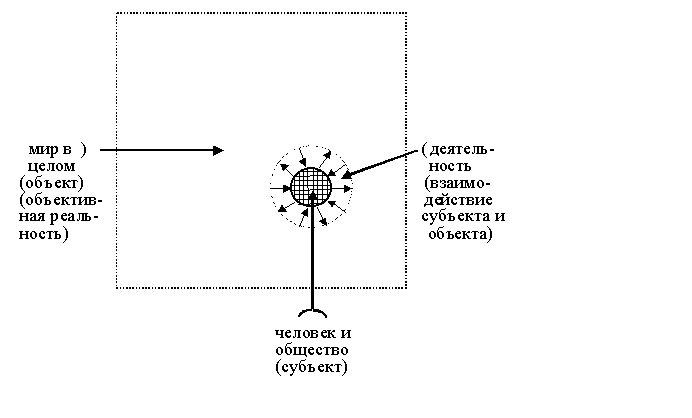 мир в )
целом
(объект)
(объектив-
ная реаль-
ность)
( деятель-
ность
(взаимо-
действие
субъекта и
объекта)
человек и
общество
(субъект)